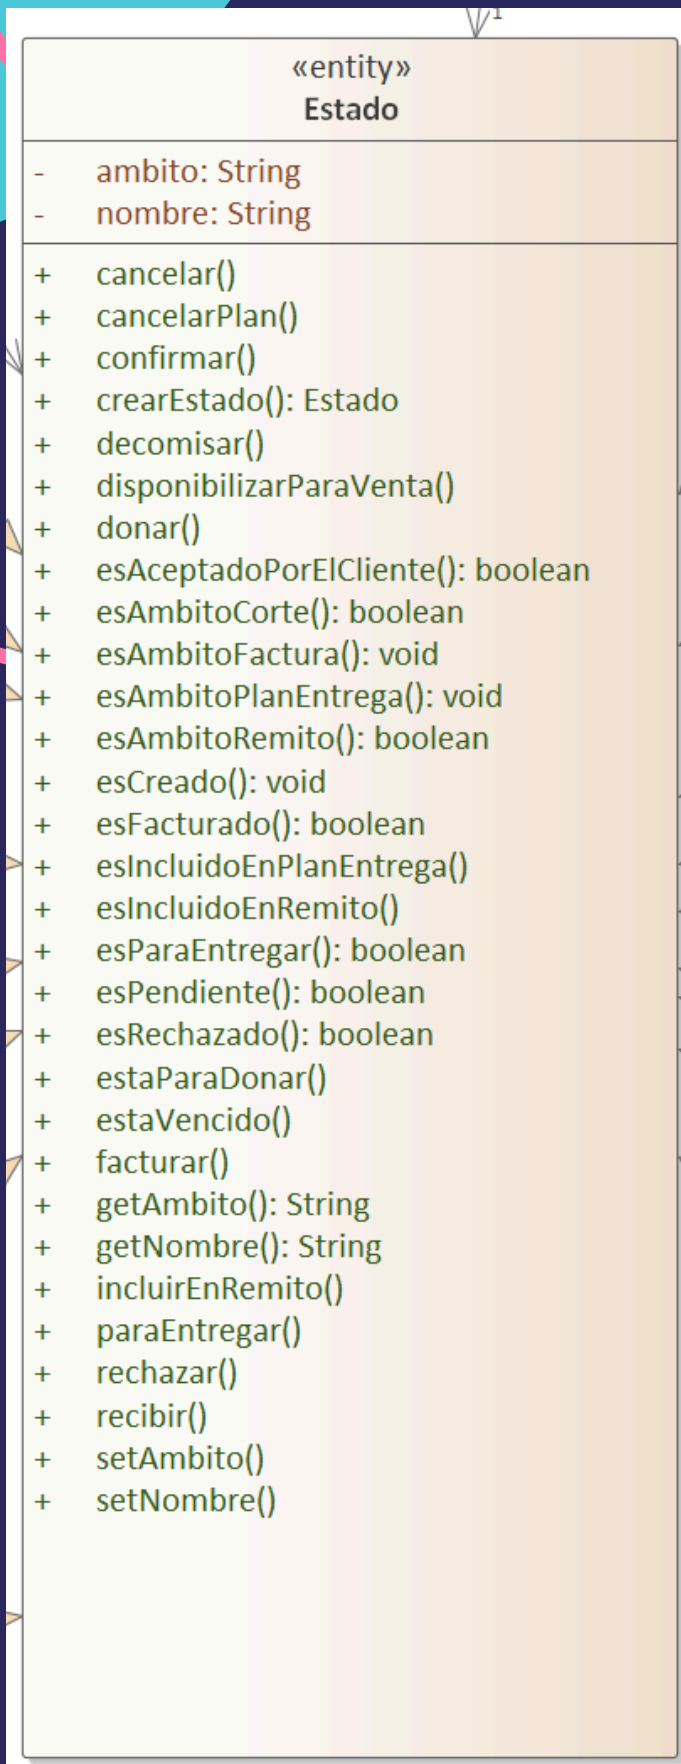 1
«entity»
Estado
- ambito: String
- nombre: String
+ cancelar()
+ cancelarPlan()
+ confirmar()
+ crearEstado(): Estado
+ decomisar()
+ disponibilizarParaVenta()
+ donar()
+ esAceptadoPorElCliente(): boolean
+ esAmbitoCorte(): boolean
+ esAmbitoFactura(): void
+ esAmbitoPlanEntrega(): void
+ esAmbitoRemito(): boolean
+ esCreado(): void
+ esFacturado(): boolean
+ esIncluidoEnPlanEntrega()
+ esIncluidoEnRemito()
+ esParaEntregar(): boolean
+ esPendiente(): boolean
+ esRechazado(): boolean
+ estaParaDonar()
+ estaVencido()
+ facturar()
+ getAmbito(): String
+ getNombre(): String
+ incluirEnRemito()
+ paraEntregar()
+ rechazar()
+ recibir()
+ setAmbito()
+ setNombre()